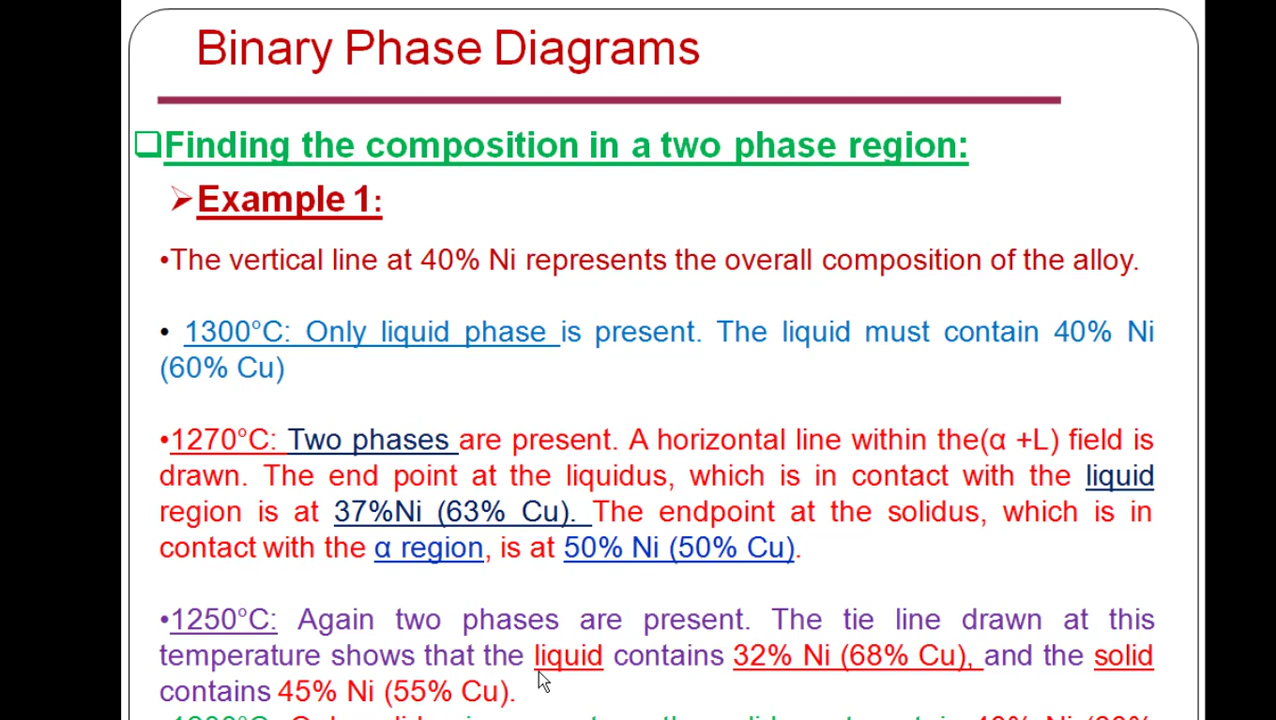 Binary Phase Diagrams
Finding the composition in a two phase region:
Example 1:
•The vertical line at 40% Ni represents the overall composition of the alloy.
• 1300°C: Only liquid phase is present. The liquid must contain 40% Ni
(60% Cu)
•1270°C: Two phases are present. A horizontal line within the(α +L) field is
drawn. The end point at the liquidus, which is in contact with the liquid
region is at 37%Ni (63% Cu). The endpoint at the solidus, which is in
contact with the α region, is at 50% Ni (50% Cu).
•1250°C: Again two phases are present. The tie line drawn at this
temperature shows that the liquid contains 32% Ni (68% Cu), and the solid
contains 45% Ni (55% Cu).